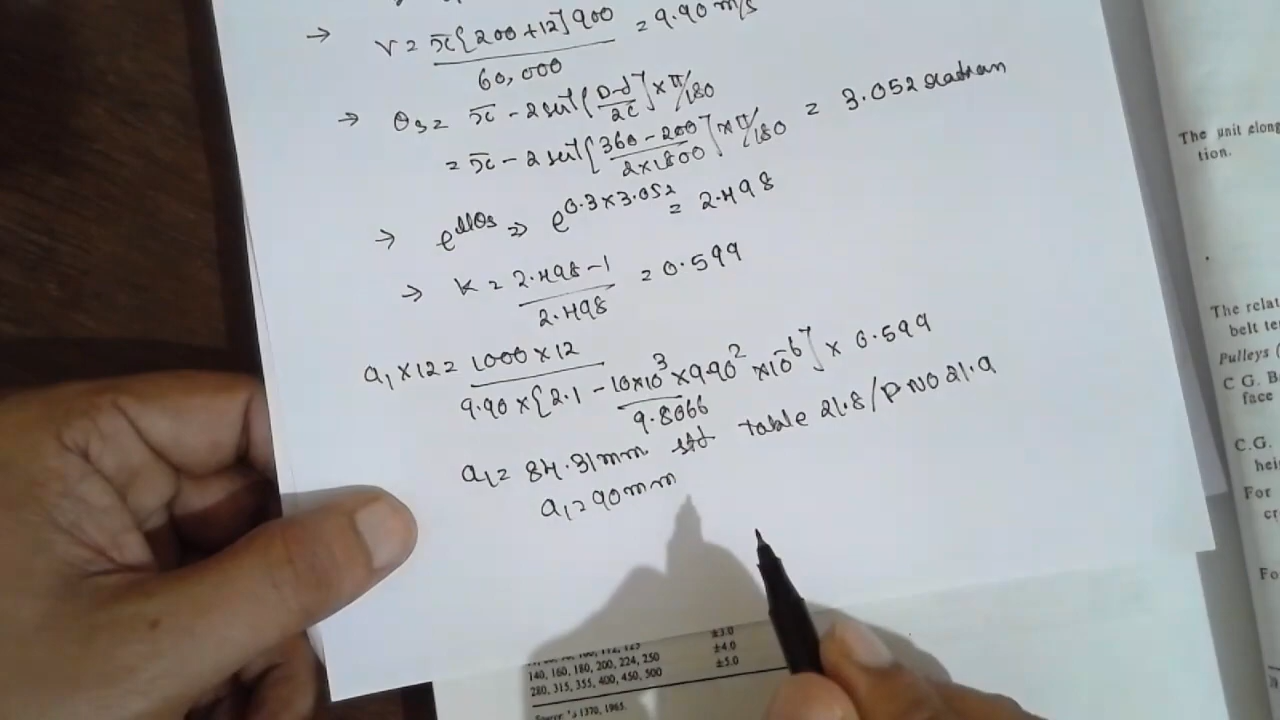 → V = π{200+12}900 = 9.90 m/s
60,000
→ θs = π - 2 sin⁻¹{D-d/2C} × π/180
= π - 2 sin⁻¹{360-200/2×1800} × π/180 = 3.052 radian
→ e^μθs ⇒ e^0.3×3.052 = 2.498
→ K = 2.498-1 = 0.599
2.498
a₁ × 12 = 1000 × 12
9.90 × {2.1 - 10×10³ × 9.90² × 10⁻⁶} × 0.599
9.8066
a₁ = 84.31mm std table 21.8/P NO 21.9
a₁ = 90mm
±3.0
140, 160, 180, 200, 224, 250 ±4.0
280, 315, 355, 400, 450, 500 ±5.0
1370, 1965.
The unit elong
tion.
The relat
belt te
Pulleys (
C G. B
face
C.G.
hei
For
cr
Fo